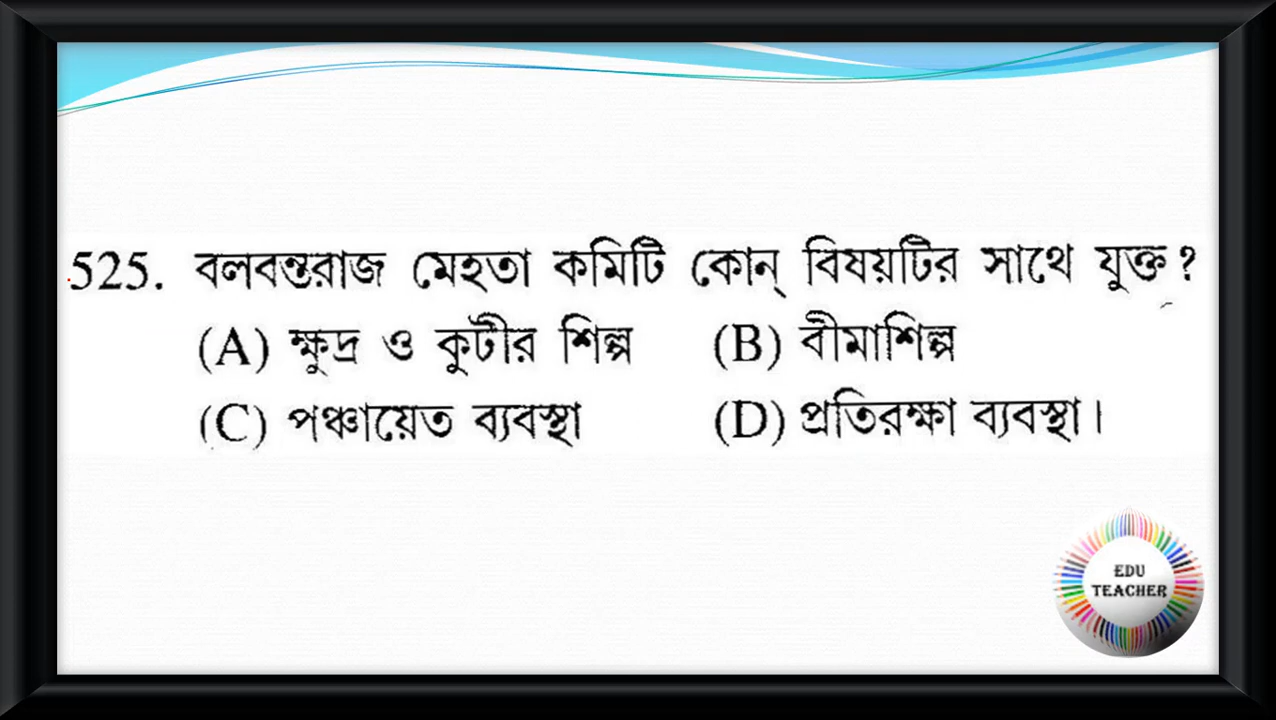 525. বলবন্তরাজ মেহতা কমিটি কোন্ বিষয়টির সাথে যুক্ত?
(A) ক্ষুদ্র ও কুটীর শিল্প (B) বীমাশিল্প
(C) পঞ্চায়েত ব্যবস্থা (D) প্রতিরক্ষা ব্যবস্থা।
EDU
TEACHER